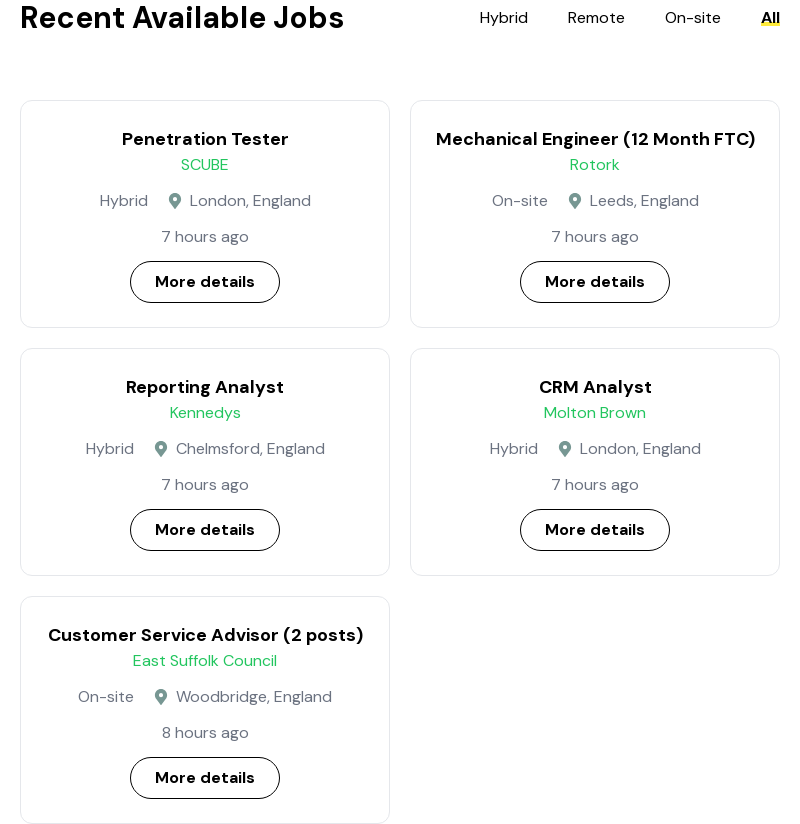 Recent Available Jobs
Hybrid Remote On-site All
Penetration Tester
SCUBE
Hybrid London, England
7 hours ago
More details
Mechanical Engineer (12 Month FTC)
Rotork
On-site Leeds, England
7 hours ago
More details
Reporting Analyst
Kennedys
Hybrid Chelmsford, England
7 hours ago
More details
CRM Analyst
Molton Brown
Hybrid London, England
7 hours ago
More details
Customer Service Advisor (2 posts)
East Suffolk Council
On-site Woodbridge, England
8 hours ago
More details